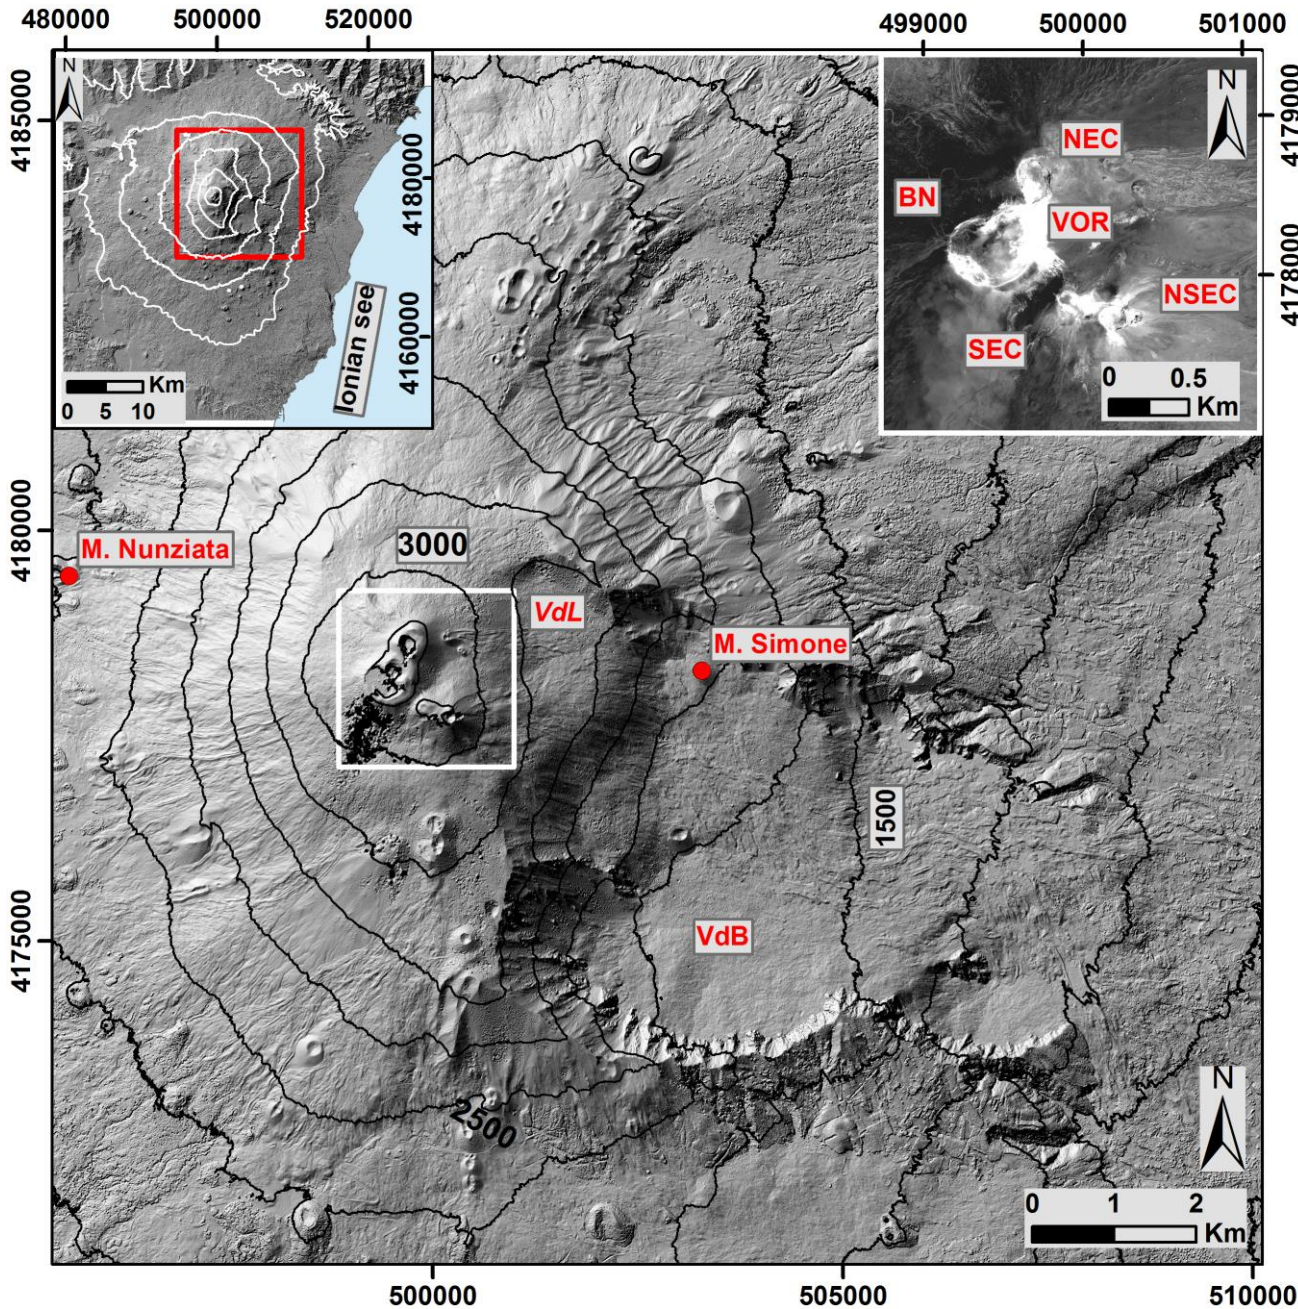 480000 500000 520000
499000 500000 501000
4185000
N
4180000
4160000
Ionian see
Km
0 5 10
N
NEC
BN
VOR
NSEC
SEC
0 0.5
Km
4179000
4178000
4180000
M. Nunziata
3000
VdL
M. Simone
1500
4175000
VdB
2500
N
0 1 2
Km
500000 505000 510000